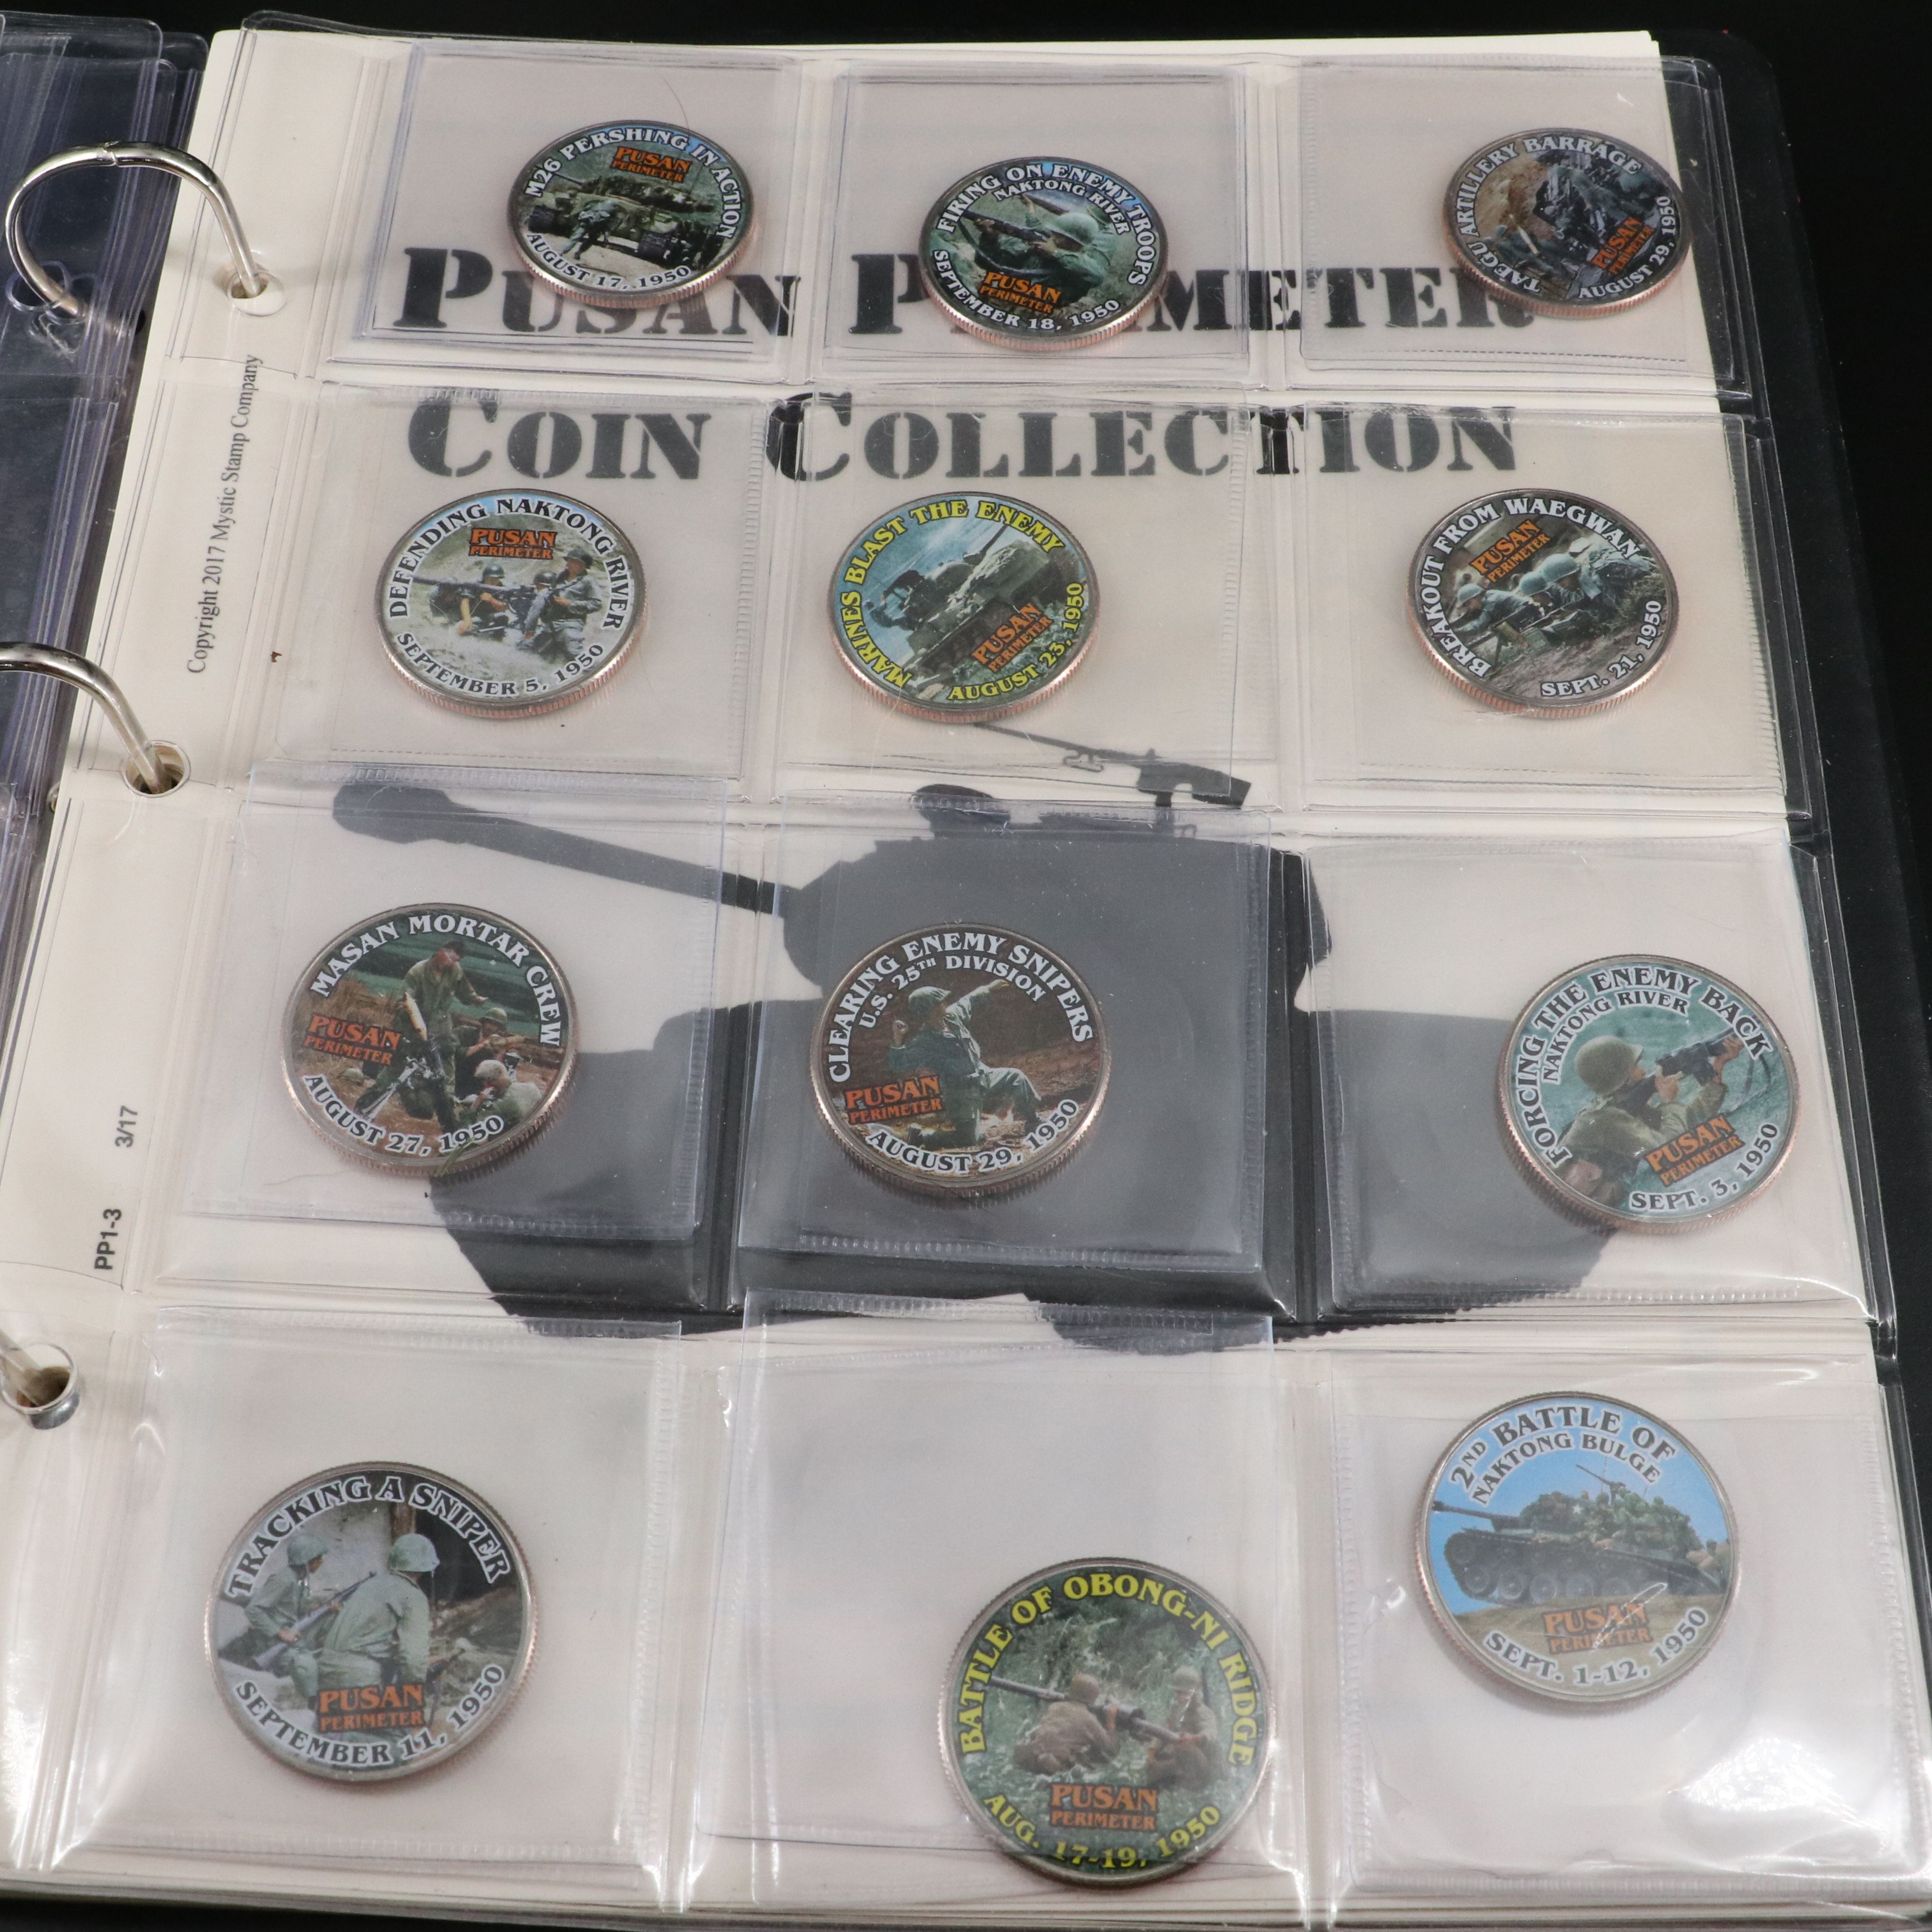 M26 PERSHING IN ACTION
PUSAN
PERIMETER
AUGUST 17, 1950
FIRING ON ENEMY TROOPS
NAKTONG RIVER
PUSAN
PERIMETER
SEPTEMBER 18, 1950
TAEGU ARTILLERY BARRAGE
PUSAN
PERIMETER
AUGUST 29, 1950
PUSAN PERIMETER
COIN COLLECTION
Copyright 2017 Mystic Stamp Company
DEFENDING NAKTONG RIVER
PUSAN
PERIMETER
SEPTEMBER 5, 1950
MARINES BLAST THE ENEMY
PUSAN
PERIMETER
AUGUST 23, 1950
BREAKOUT FROM WAEGWAN
PUSAN
PERIMETER
SEPT. 21, 1950
MASAN MORTAR CREW
PUSAN
PERIMETER
AUGUST 27, 1950
CLEARING ENEMY SNIPERS
U.S. 25TH DIVISION
PUSAN
PERIMETER
AUGUST 29, 1950
FORCING THE ENEMY BACK
NAKTONG RIVER
PUSAN
PERIMETER
SEPT. 3, 1950
PP1-3 3/17
TRACKING A SNIPER
PUSAN
PERIMETER
SEPTEMBER 11, 1950
BATTLE OF OBONG-NI RIDGE
PUSAN
PERIMETER
AUG. 17-19, 1950
2ND BATTLE OF
NAKTONG BULGE
PUSAN
PERIMETER
SEPT. 1-12, 1950